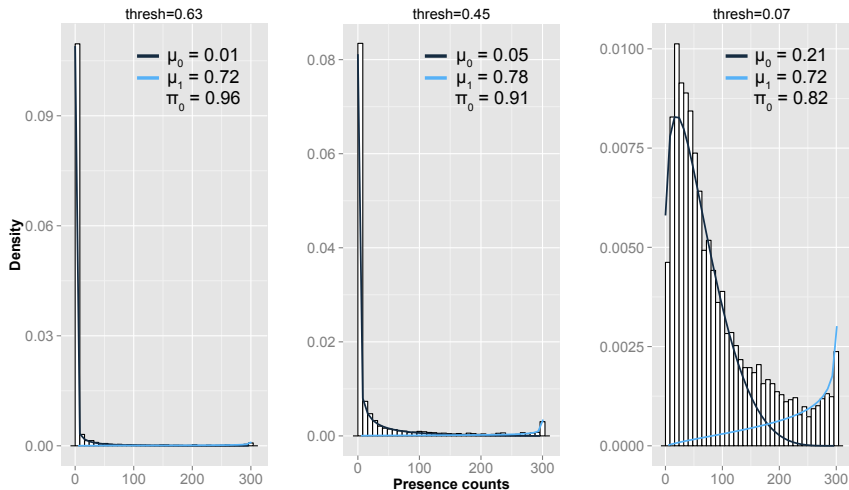 thresh=0.63
μ0 = 0.01
μ1 = 0.72
π0 = 0.96
0.09
0.06
0.03
0.00
0 100 200 300
Density
thresh=0.45
μ0 = 0.05
μ1 = 0.78
π0 = 0.91
0.08
0.06
0.04
0.02
0.00
0 100 200 300
Presence counts
thresh=0.07
μ0 = 0.21
μ1 = 0.72
π0 = 0.82
0.0100
0.0075
0.0050
0.0025
0.0000
0 100 200 300